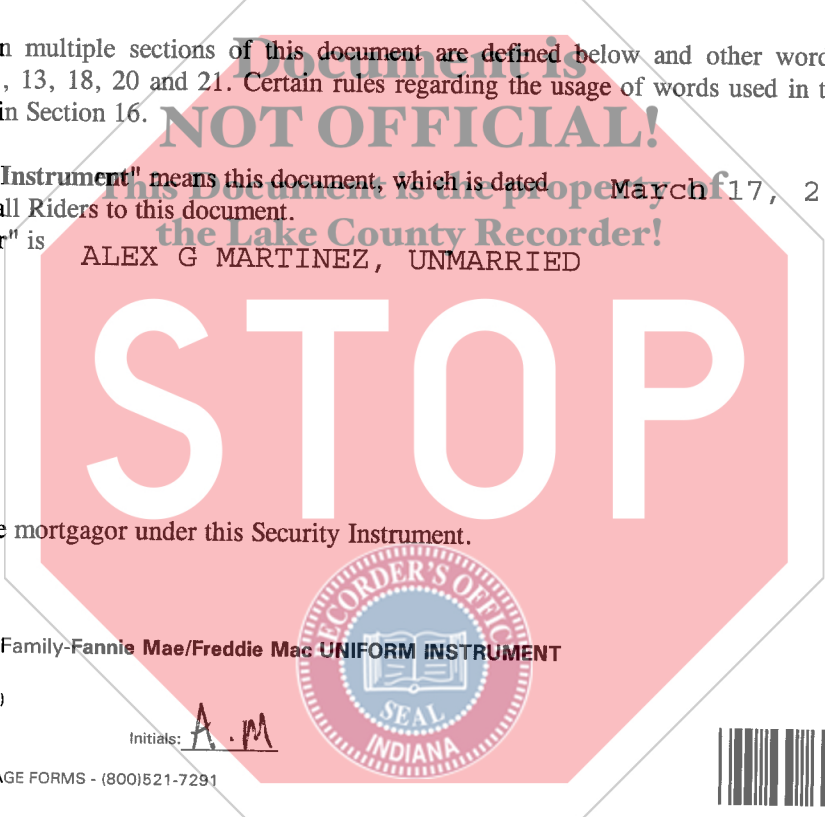 n multiple sections of this document are defined below and other word
, 13, 18, 20 and 21. Certain rules regarding the usage of words used in t
in Section 16.
Document is
NOT OFFICIAL!
This Document is the property of
the Lake County Recorder!
Instrument" means this document, which is dated March 17, 2
all Riders to this document.
r" is
ALEX G MARTINEZ, UNMARRIED
STOP
e mortgagor under this Security Instrument.
RECORDER'S OFFIC
SEAL
INDIANA
Family-Fannie Mae/Freddie Mac UNIFORM INSTRUMENT
)
Initials: A.M
AGE FORMS - (800)521-7291